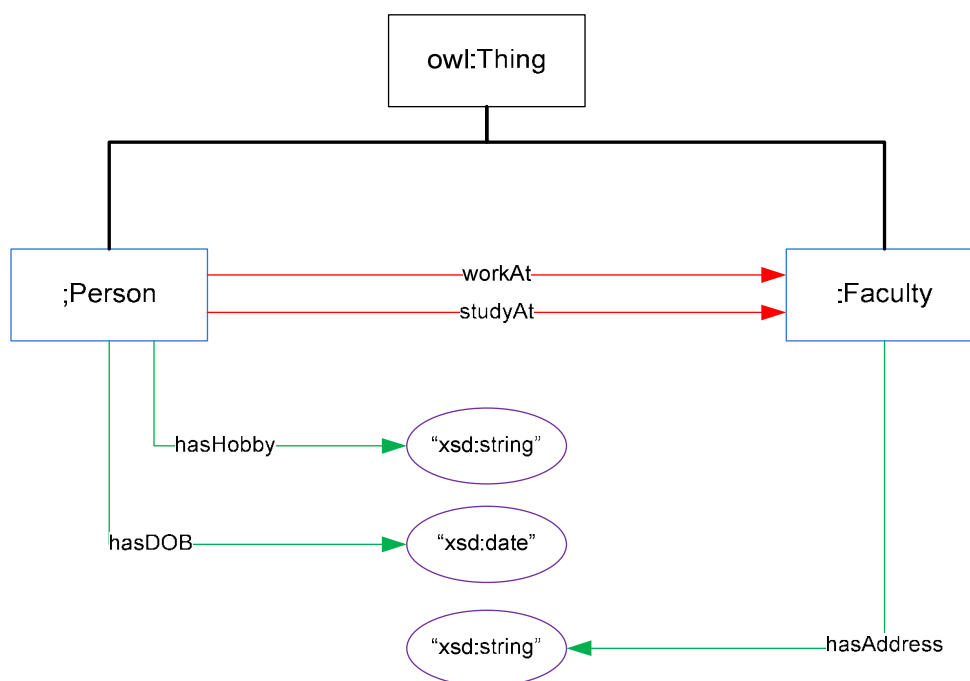 owl:Thing
;Person
workAt
:Faculty
studyAt
hasHobby
“xsd:string”
hasDOB
“xsd:date”
“xsd:string”
hasAddress